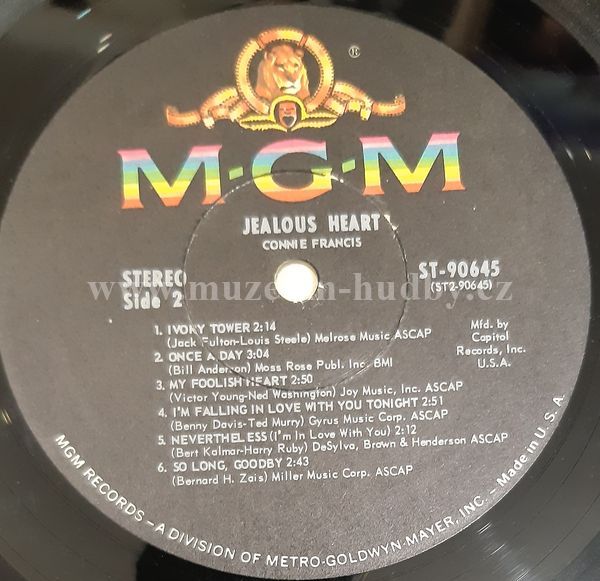 ®
M·G·M
JEALOUS HEART
CONNIE FRANCIS
STEREO
Side 2
ST-90645
(ST2-90645)
www.muzeum-hudby.cz
1. IVORY TOWER 2:14
(Jack Fulton-Louis Steele) Melrose Music ASCAP
2. ONCE A DAY 3:04
(Bill Anderson) Moss Rose Publ. Inc. BMI
3. MY FOOLISH HEART 2:50
(Victor Young-Ned Washington) Joy Music, Inc. ASCAP
4. I'M FALLING IN LOVE WITH YOU TONIGHT 2:51
(Benny Davis-Ted Murry) Gyrus Music Corp. ASCAP
5. NEVERTHELESS (I'm In Love With You) 2:12
(Bert Kalmar-Harry Ruby) DeSylva, Brown & Henderson ASCAP
6. SO LONG, GOODBY 2:43
(Bernard H. Zais) Miller Music Corp. ASCAP
Mfd. by
Capitol
Records, Inc.
U.S.A.
MGM RECORDS – A DIVISION OF METRO-GOLDWYN-MAYER, INC. – Made in U.S.A.